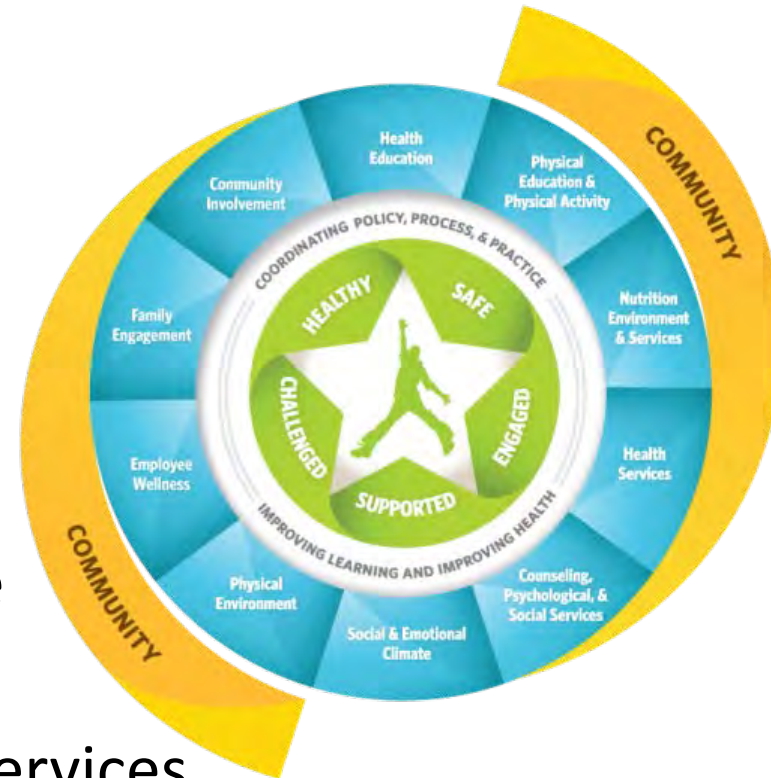 COMMUNITY
Health
Education
Physical
Education &
Physical Activity
Nutrition
Environment
& Services
Health
Services
Counseling,
Psychological, &
Social Services
Social & Emotional
Climate
Physical
Environment
Employee
Wellness
Family
Engagement
Community
Involvement
COORDINATING POLICY, PROCESS, & PRACTICE
IMPROVING LEARNING AND IMPROVING HEALTH
HEALTHY
SAFE
ENGAGED
SUPPORTED
CHALLENGED
COMMUNITY
ervices